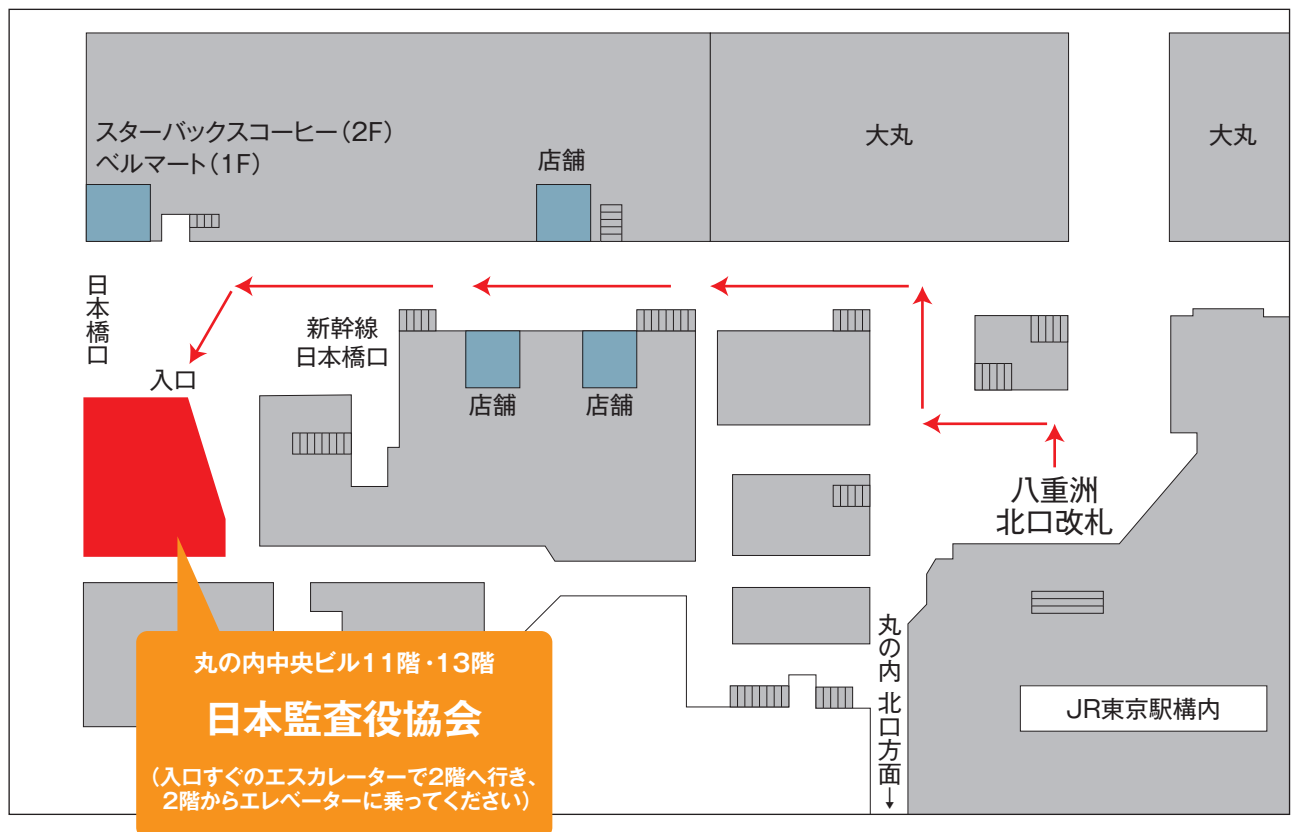 スターバックスコーヒー（2F）
ベルマート（1F）
店舗
大丸
大丸
日本橋口
新幹線
日本橋口
入口
店舗
店舗
八重洲
北口改札
丸の内 北口方面→
JR東京駅構内
丸の内中央ビル11階・13階
日本監査役協会
（入口すぐのエスカレーターで2階へ行き、
2階からエレベーターに乗ってください）